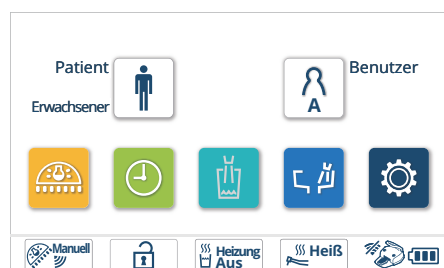 Patient
Erwachsener
Benutzer
A
Manuell
Heizung
Aus
Heiß